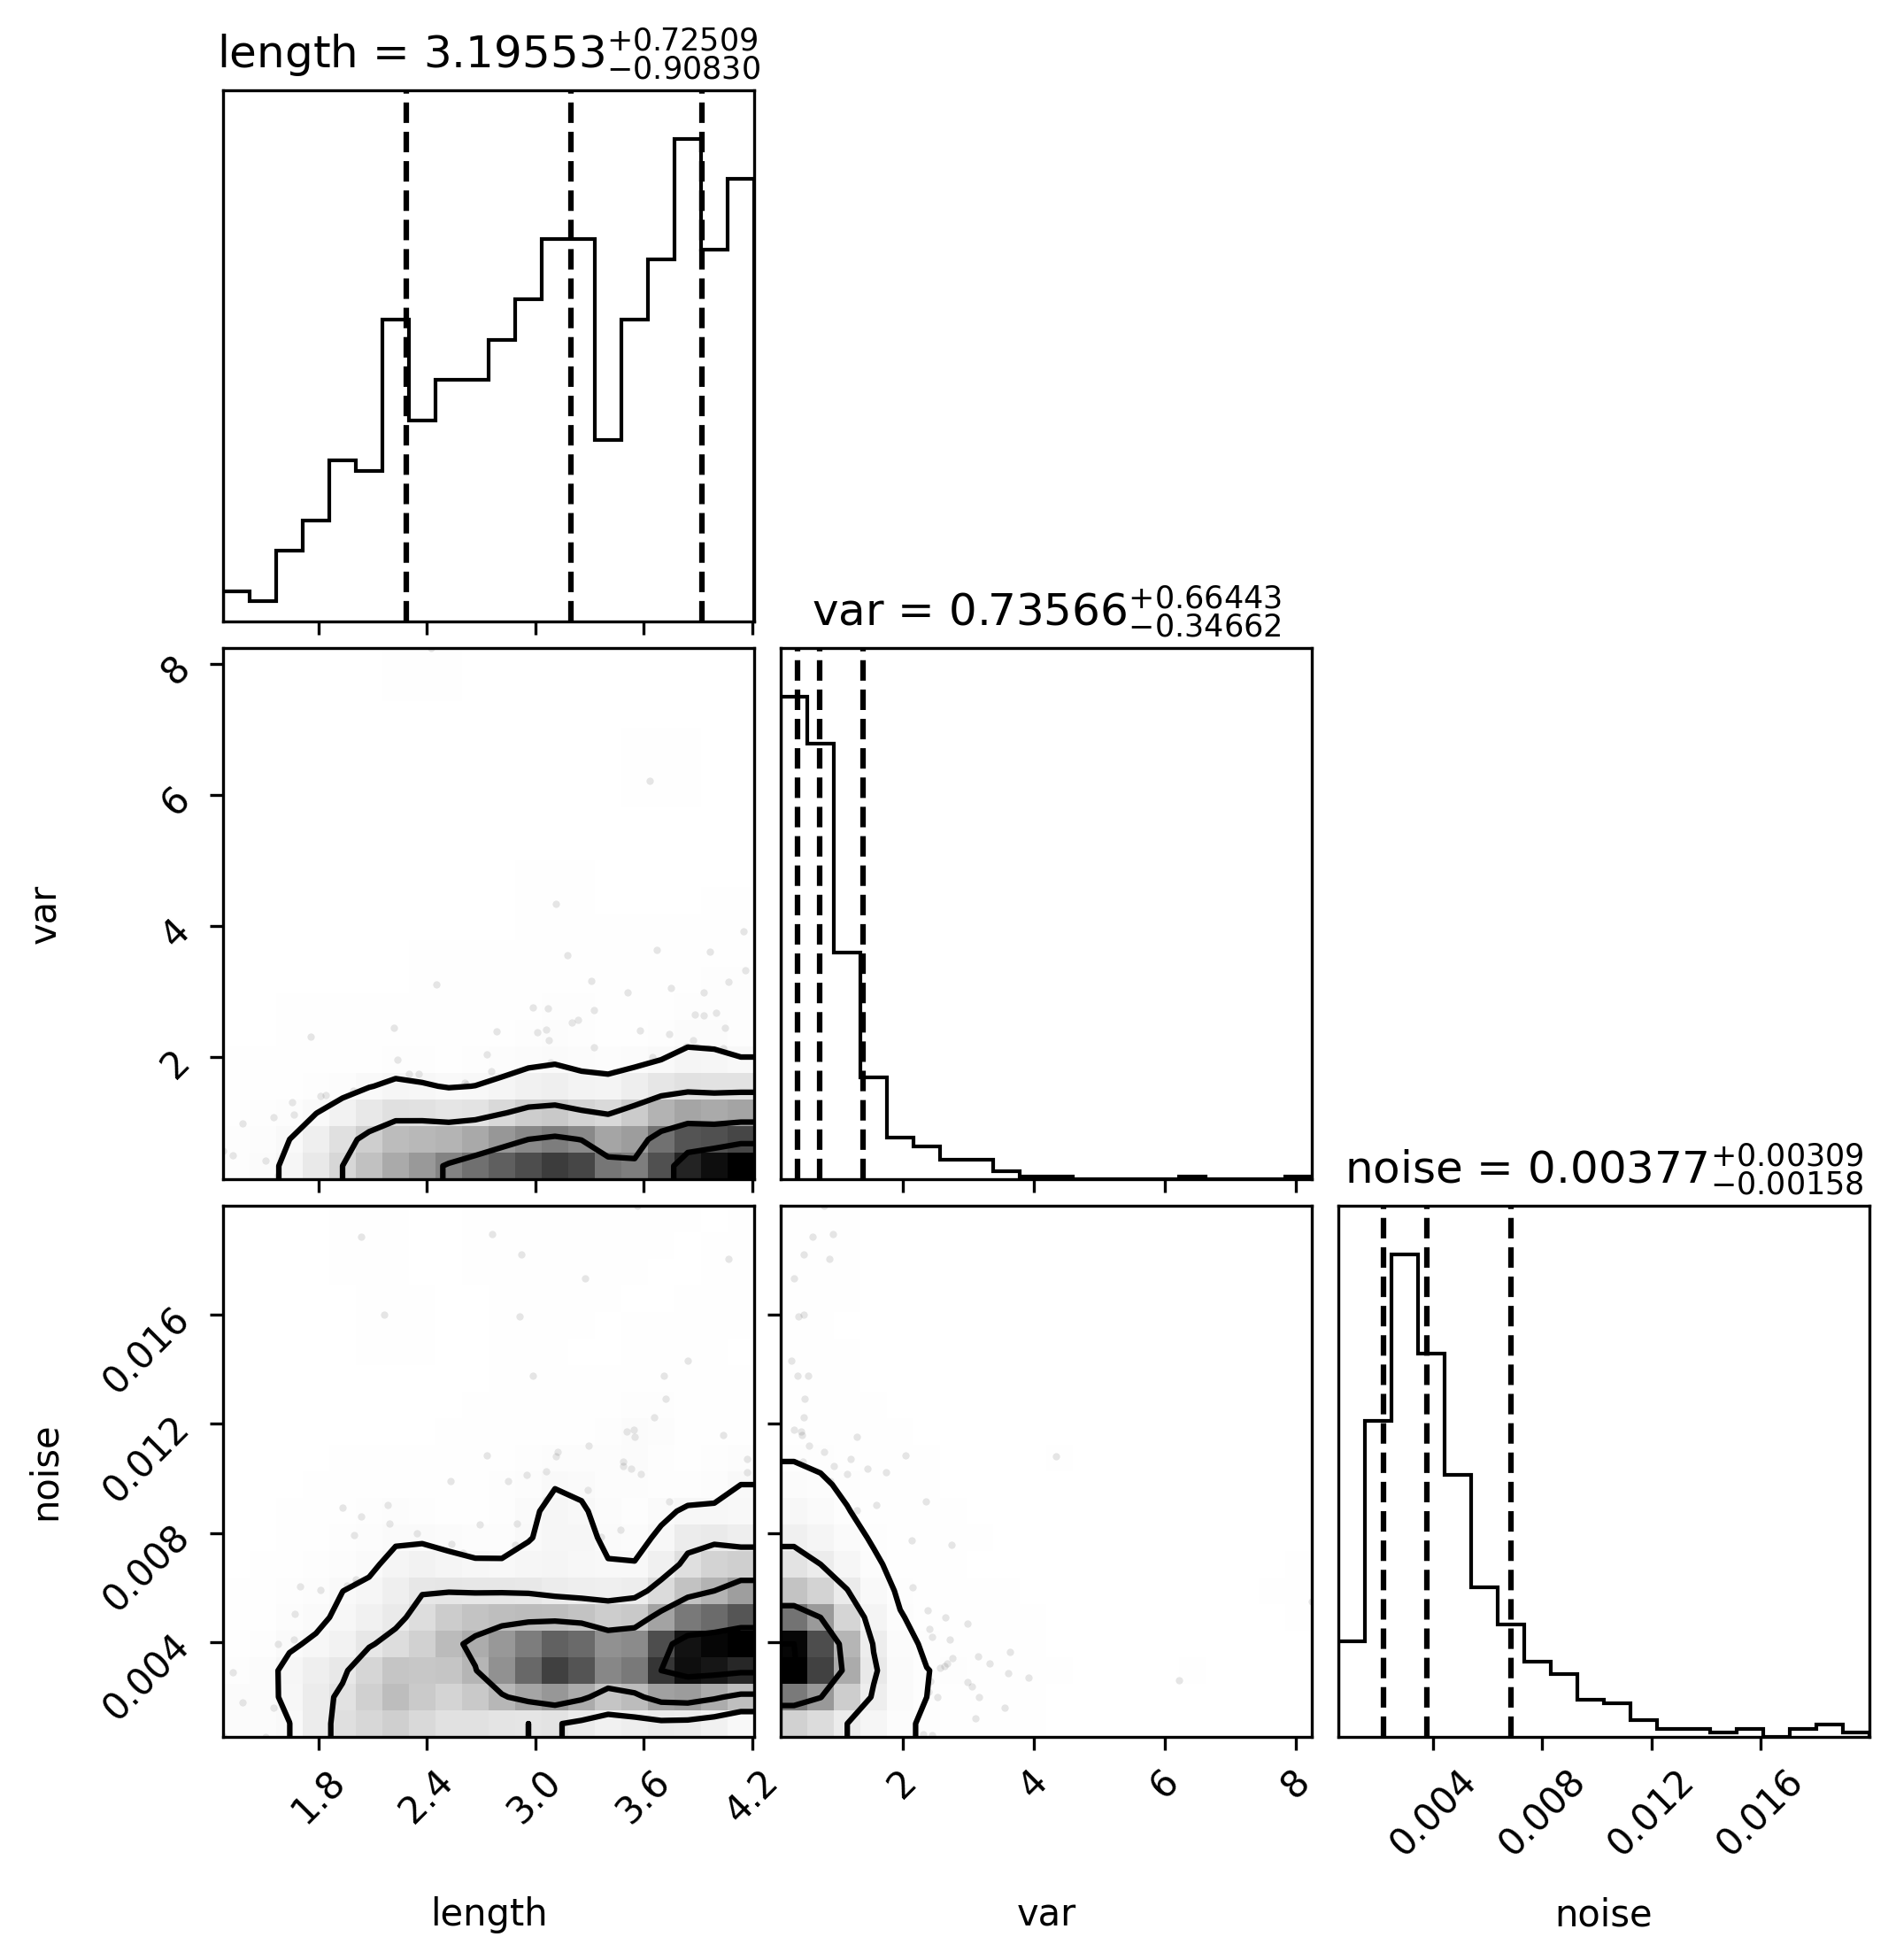 length = 3.19553+0.72509−0.90830
var = 0.73566+0.66443−0.34662
8
6
4
2
var
noise = 0.00377+0.00309−0.00158
0.016
0.012
0.008
0.004
noise
1.8 2.4 3.0 3.6 4.2 2 4 6 8 0.004 0.008 0.012 0.016
length var noise